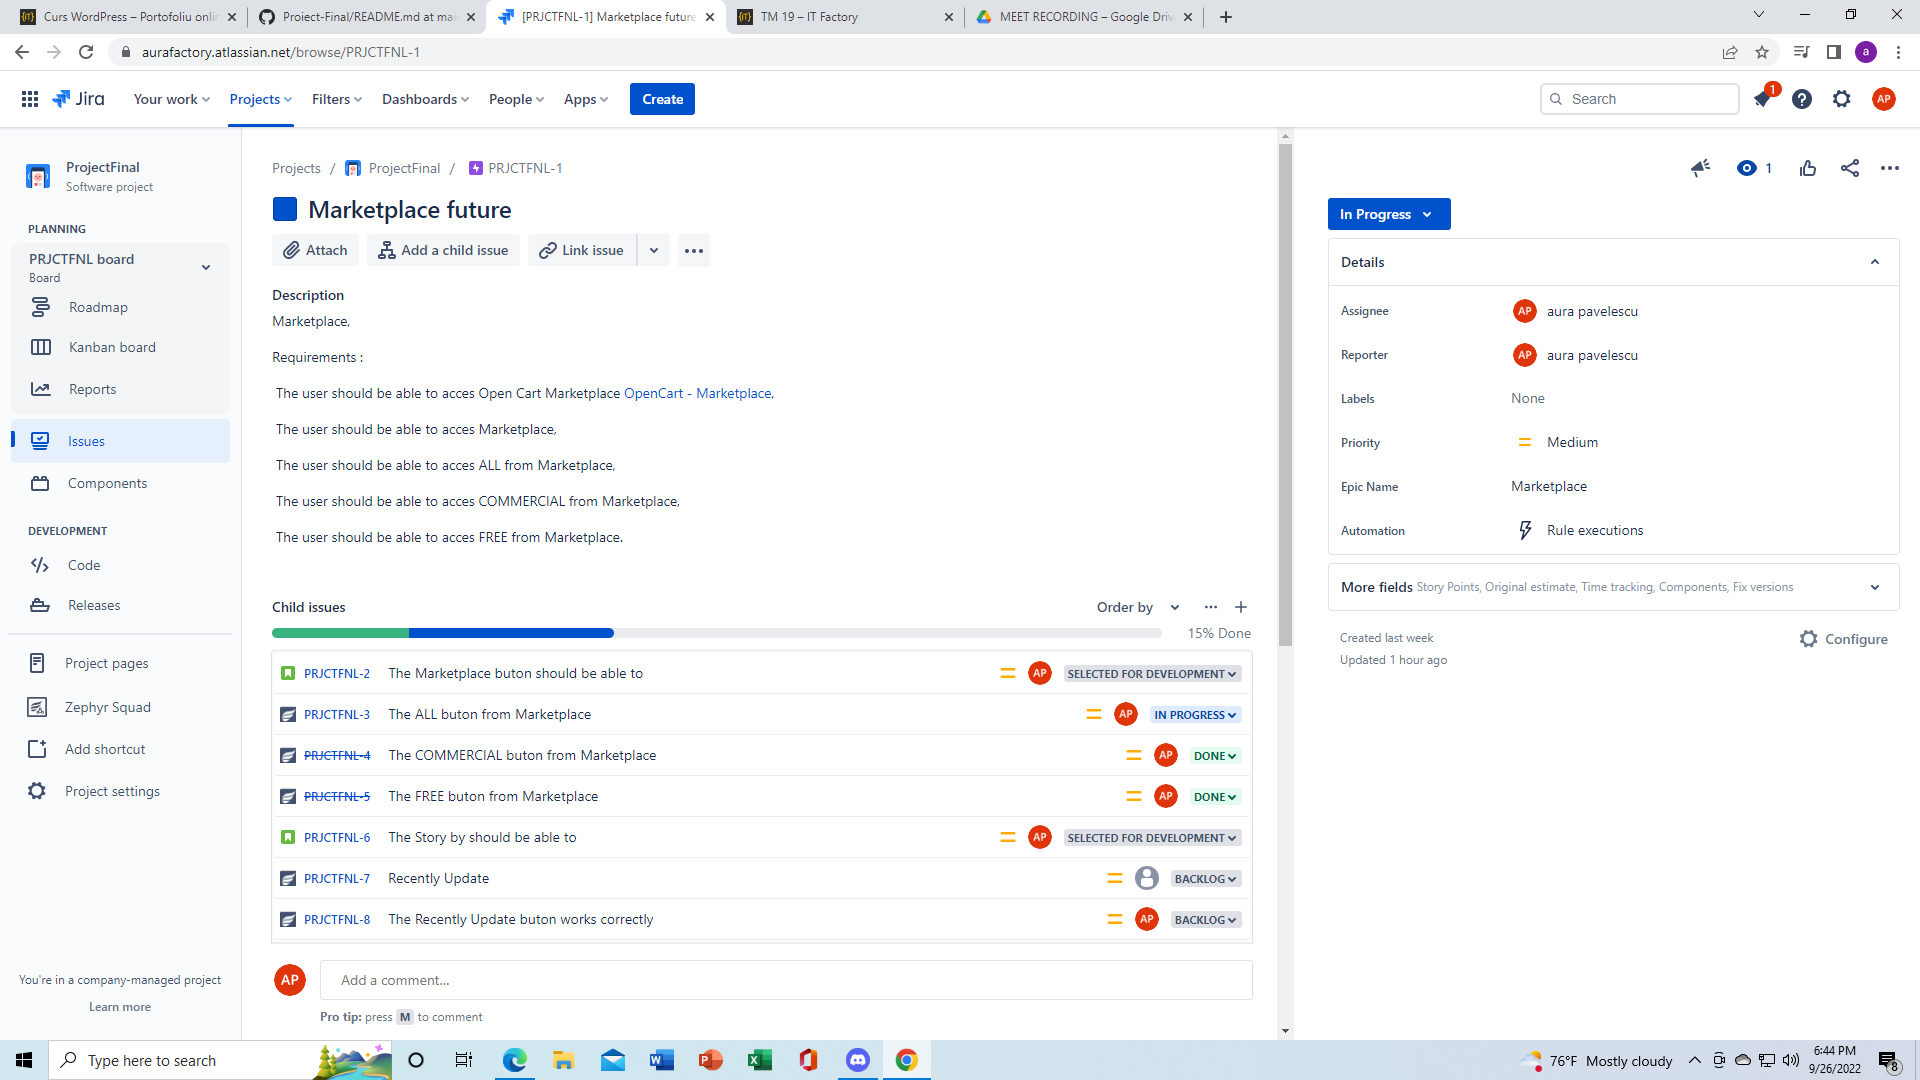 Curs WordPress – Portofoliu onlin
Proiect-Final/README.md at mai
[PRJCTFNL-1] Marketplace future
TM 19 – IT Factory
MEET RECORDING – Google Driv
aurafactory.atlassian.net/browse/PRJCTFNL-1
a
Jira
Your work
Projects
Filters
Dashboards
People
Apps
Create
Search
1
AP
ProjectFinal
Software project
PLANNING
PRJCTFNL board
Board
Roadmap
Kanban board
Reports
Issues
Components
DEVELOPMENT
Code
Releases
Project pages
Zephyr Squad
Add shortcut
Project settings
You're in a company-managed project
Learn more
Projects / ProjectFinal / PRJCTFNL-1
Marketplace future
Attach
Add a child issue
Link issue
Description
Marketplace,
Requirements :
The user should be able to acces Open Cart Marketplace OpenCart - Marketplace,
The user should be able to acces Marketplace,
The user should be able to acces ALL from Marketplace,
The user should be able to acces COMMERCIAL from Marketplace,
The user should be able to acces FREE from Marketplace.
Child issues
Order by
15% Done
PRJCTFNL-2 The Marketplace buton should be able to AP SELECTED FOR DEVELOPMENT
PRJCTFNL-3 The ALL buton from Marketplace AP IN PROGRESS
PRJCTFNL-4 The COMMERCIAL buton from Marketplace AP DONE
PRJCTFNL-5 The FREE buton from Marketplace AP DONE
PRJCTFNL-6 The Story by should be able to AP SELECTED FOR DEVELOPMENT
PRJCTFNL-7 Recently Update BACKLOG
PRJCTFNL-8 The Recently Update buton works correctly AP BACKLOG
AP
Add a comment...
Pro tip: press M to comment
1
In Progress
Details
Assignee AP aura pavelescu
Reporter AP aura pavelescu
Labels None
Priority Medium
Epic Name Marketplace
Automation Rule executions
More fields Story Points, Original estimate, Time tracking, Components, Fix versions
Created last week
Updated 1 hour ago
Configure
Type here to search
76°F Mostly cloudy
6:44 PM
9/26/2022
8